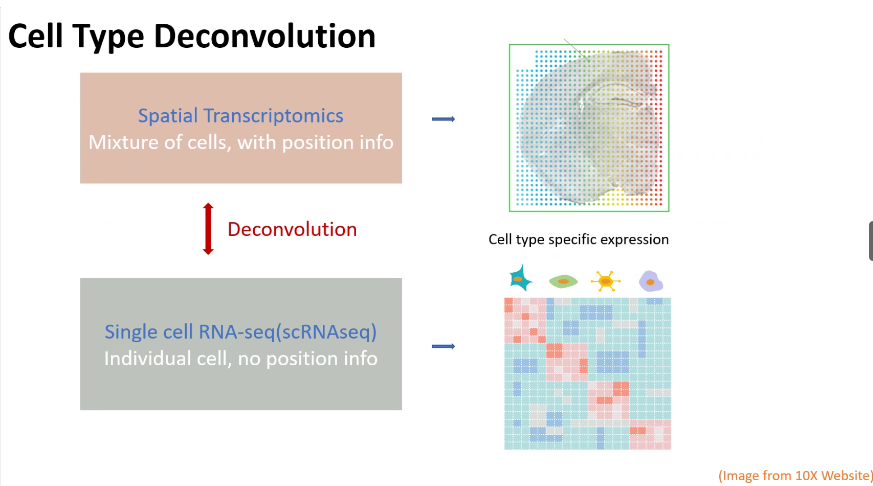 Cell Type Deconvolution
Spatial Transcriptomics
Mixture of cells, with position info
Deconvolution
Cell type specific expression
Single cell RNA-seq(scRNAseq)
Individual cell, no position info
(Image from 10X Website)